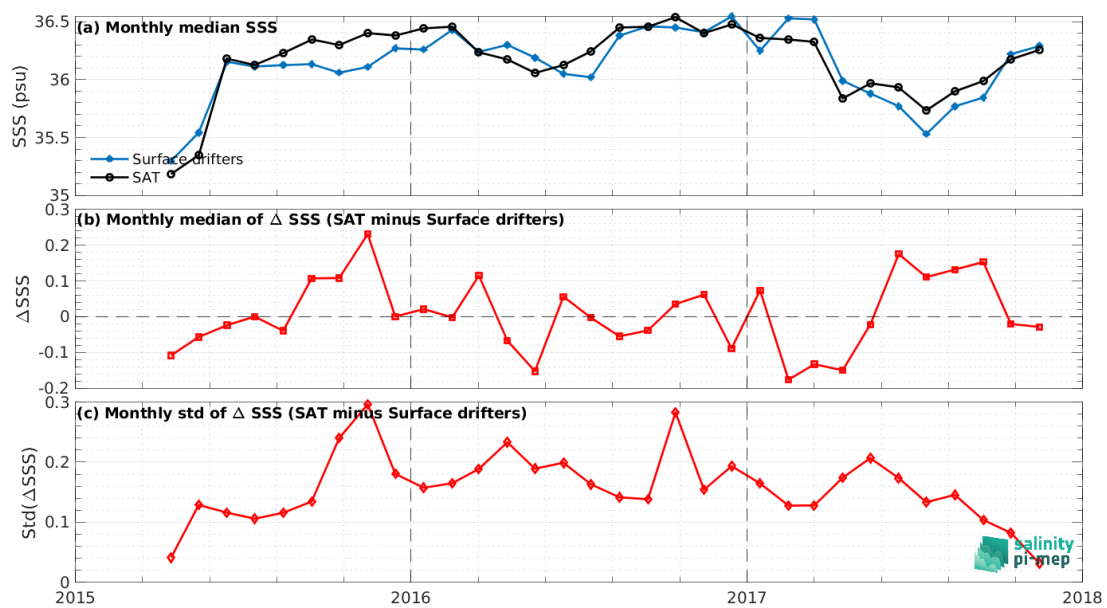 (a) Monthly median SSS
36.5
36
35.5
35
SSS (psu)
Surface drifters
SAT
(b) Monthly median of Δ SSS (SAT minus Surface drifters)
0.3
0.2
0.1
0
-0.1
-0.2
ΔSSS
(c) Monthly std of Δ SSS (SAT minus Surface drifters)
0.3
0.2
0.1
0
Std(ΔSSS)
salinity
pi-mep
2015 2016 2017 2018